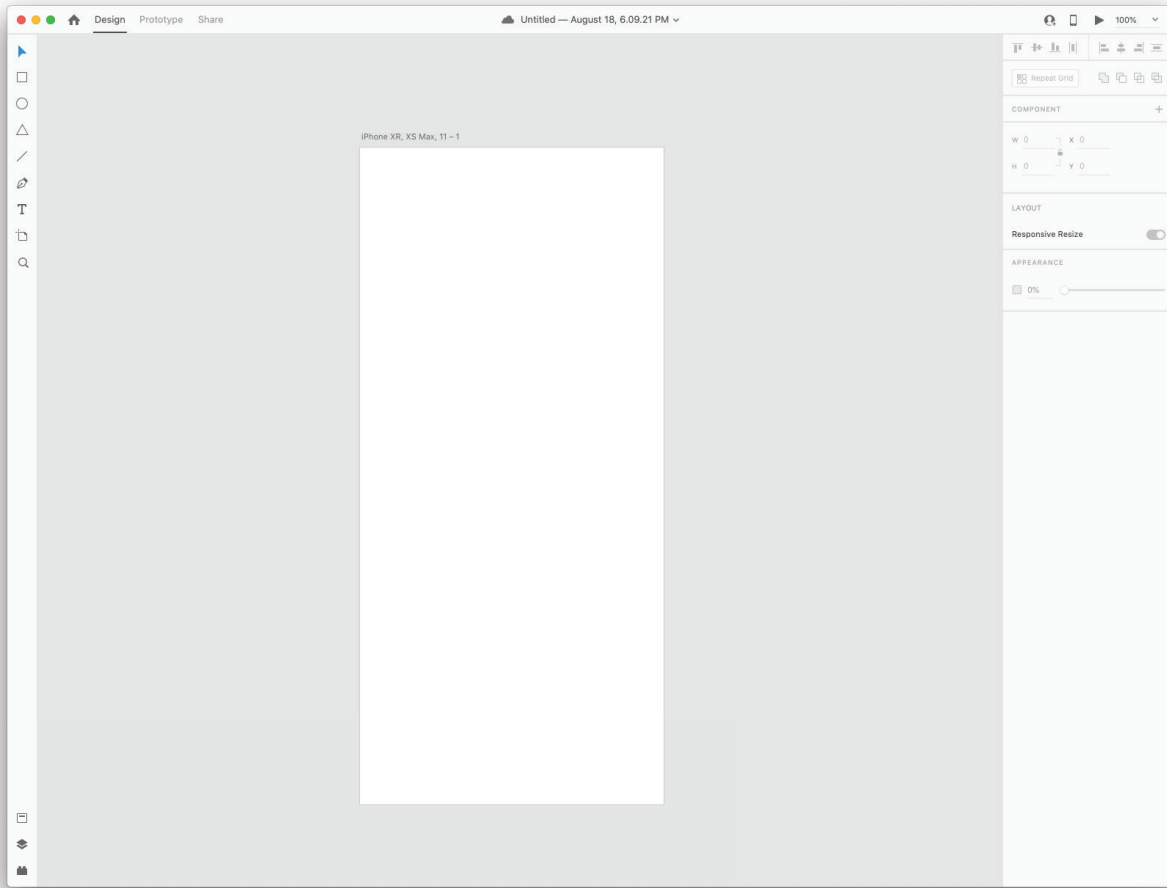 Design Prototype Share Untitled — August 18, 6.09.21 PM 100%
Repeat Grid
COMPONENT
iPhone XR, XS Max, 11 – 1
W 0 X 0
H 0 Y 0
LAYOUT
T
Responsive Resize
APPEARANCE
0%